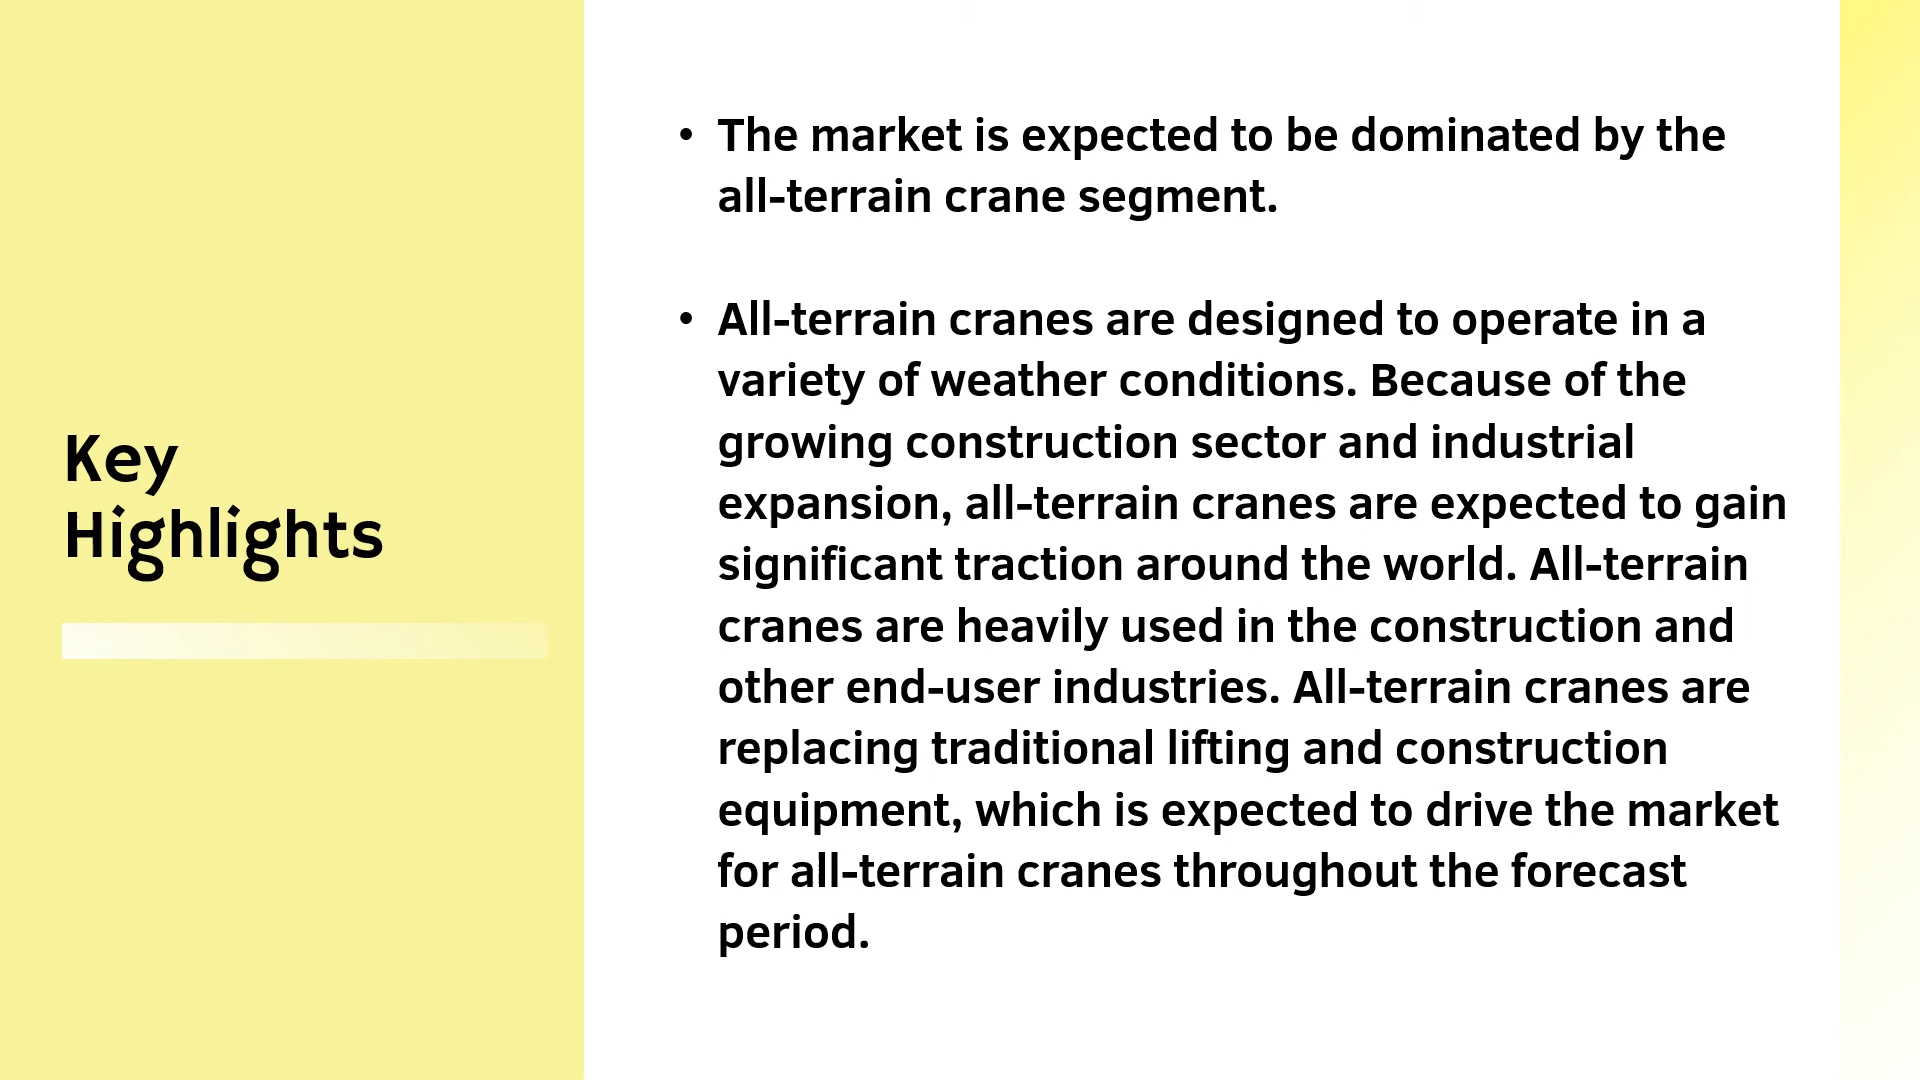 Key
Highlights
• The market is expected to be dominated by the
all-terrain crane segment.
• All-terrain cranes are designed to operate in a
variety of weather conditions. Because of the
growing construction sector and industrial
expansion, all-terrain cranes are expected to gain
significant traction around the world. All-terrain
cranes are heavily used in the construction and
other end-user industries. All-terrain cranes are
replacing traditional lifting and construction
equipment, which is expected to drive the market
for all-terrain cranes throughout the forecast
period.